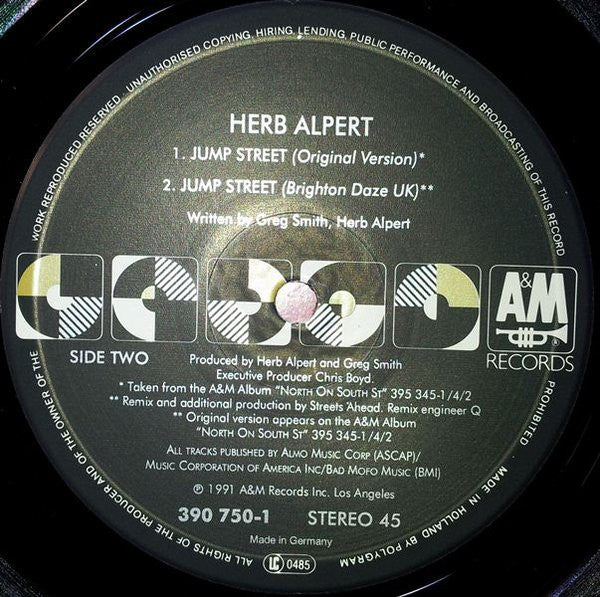 WORK REPRODUCED RESERVED UNAUTHORISED COPYING, HIRING, LENDING, PUBLIC PERFORMANCE AND BROADCASTING OF THIS RECORD PROHIBITED
HERB ALPERT
1. JUMP STREET (Original Version)*
2. JUMP STREET (Brighton Daze UK)**
Written by Greg Smith, Herb Alpert
A&M
RECORDS
SIDE TWO
Produced by Herb Alpert and Greg Smith
Executive Producer Chris Boyd.
* Taken from the A&M Album "NORTH ON SOUTH ST" 395 345-1/4/2
** Remix and additional production by Streets 'Ahead. Remix engineer Q
** Original version appears on the A&M Album
"NORTH ON SOUTH ST" 395 345-1/4/2
ALL TRACKS PUBLISHED BY ALMO MUSIC CORP (ASCAP)/
MUSIC CORPORATION OF AMERICA INC/BAD MOFO MUSIC (BMI)
℗ 1991 A&M Records Inc. Los Angeles
390 750-1 STEREO 45
Made in Germany
LC 0485
ALL RIGHTS OF THE PRODUCER AND OF THE OWNER OF THE
MADE IN HOLLAND BY POLYGRAM